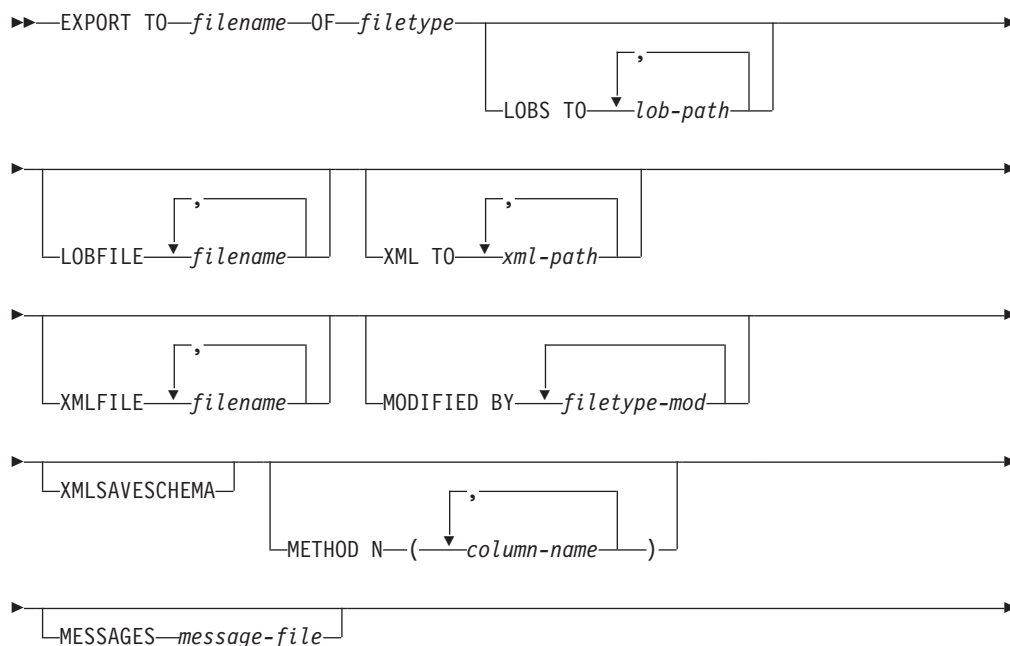 EXPORT TO filename OF filetype
,
LOBS TO lob-path
, ,
LOBFILE filename XML TO xml-path
,
XMLFILE filename MODIFIED BY filetype-mod
XMLSAVESCHEMA
,
METHOD N ( column-name )
MESSAGES message-file